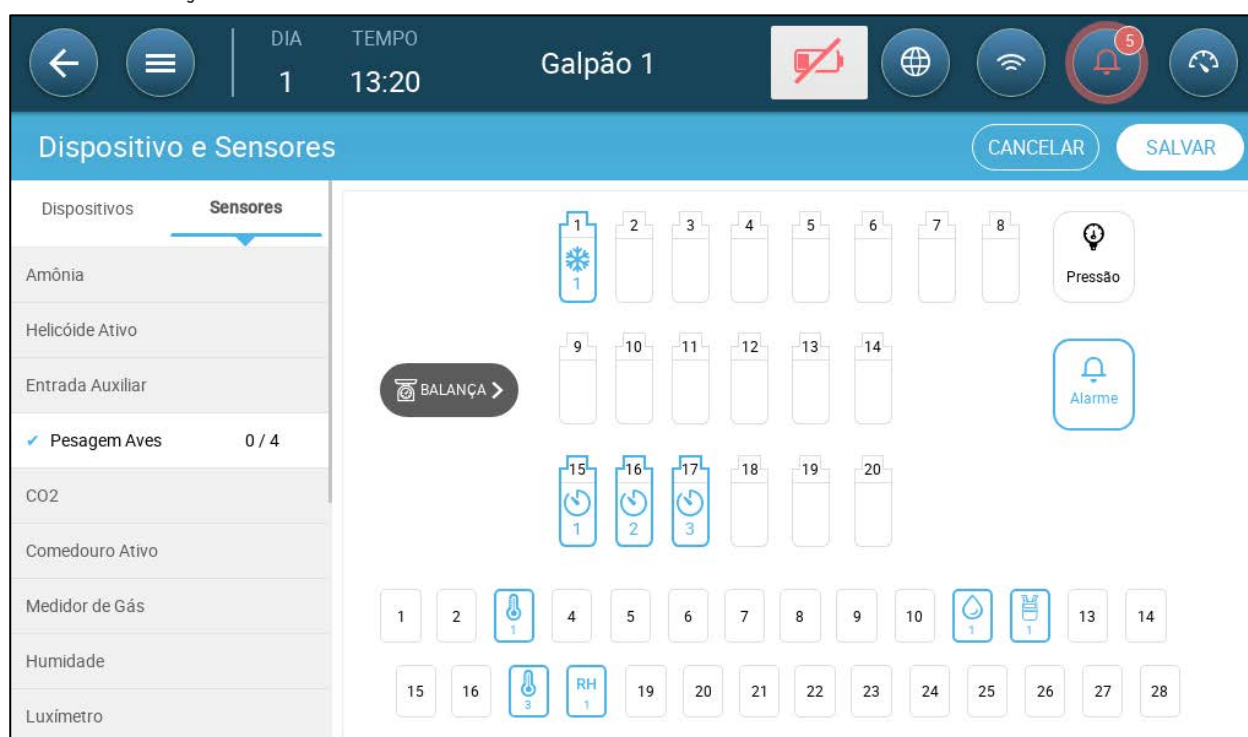 DIA TEMPO
1 13:20 Galpão 1 5
Dispositivo e Sensores CANCELAR SALVAR
Dispositivos Sensores
Amônia
Helicóide Ativo
Entrada Auxiliar
Pesagem Aves 0 / 4
CO2
Comedouro Ativo
Medidor de Gás
Humidade
Luxímetro
1 2 3 4 5 6 7 8
1
Pressão
9 10 11 12 13 14
BALANÇA
Alarme
15 16 17 18 19 20
1 2 3
1 2 1 4 5 6 7 8 9 10 1 1 13 14
15 16 3 RH 1 19 20 21 22 23 24 25 26 27 28